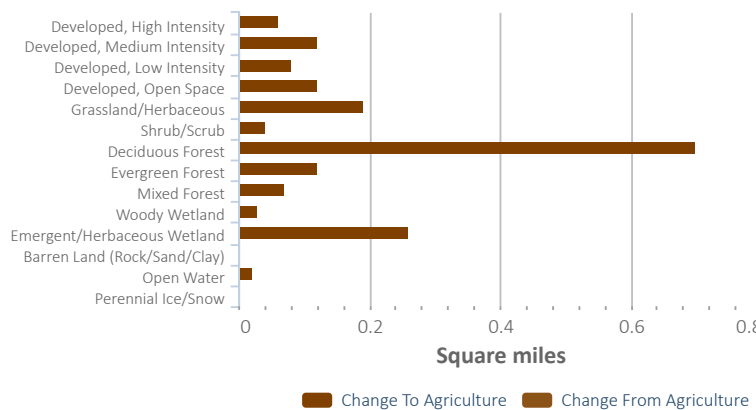 Developed, High Intensity
Developed, Medium Intensity
Developed, Low Intensity
Developed, Open Space
Grassland/Herbaceous
Shrub/Scrub
Deciduous Forest
Evergreen Forest
Mixed Forest
Woody Wetland
Emergent/Herbaceous Wetland
Barren Land (Rock/Sand/Clay)
Open Water
Perennial Ice/Snow
0 0.2 0.4 0.6 0.8
Square miles
Change To Agriculture Change From Agriculture